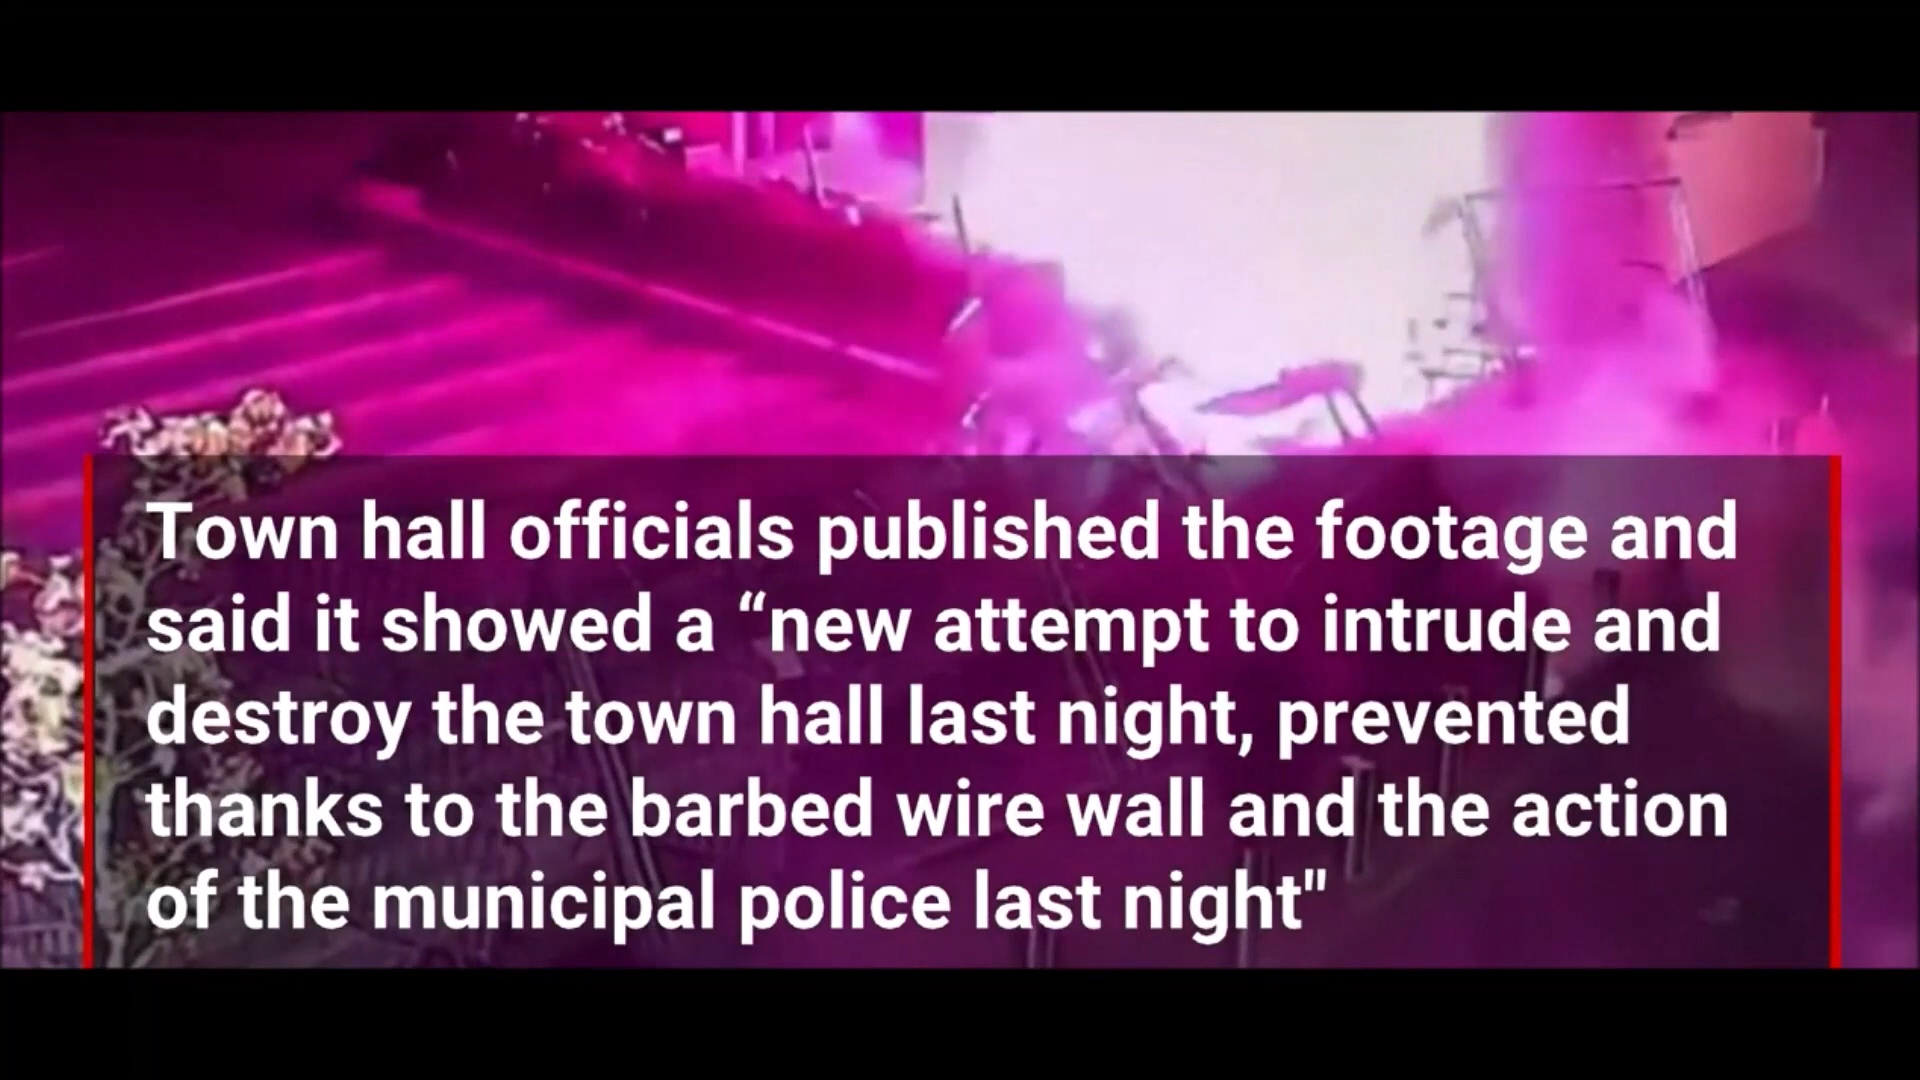 Town hall officials published the footage and
said it showed a “new attempt to intrude and
destroy the town hall last night, prevented
thanks to the barbed wire wall and the action
of the municipal police last night"